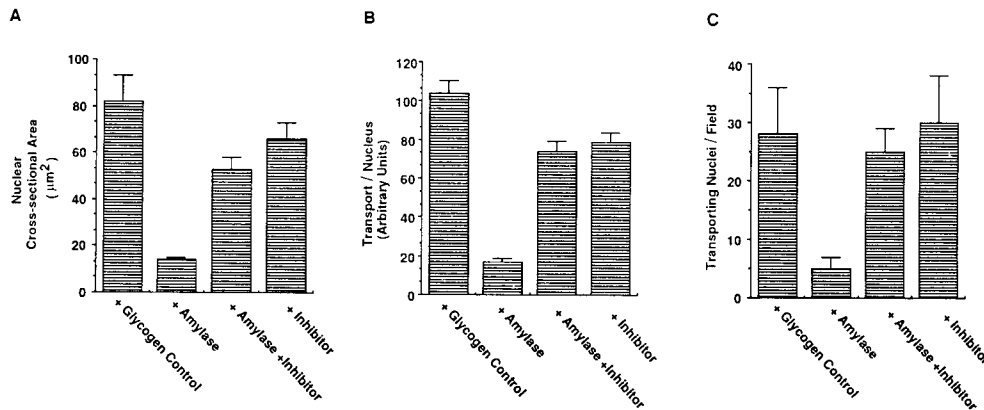 A
Nuclear
Cross-sectional Area
( μm2 )
100
80
60
40
20
0
+ Glycogen Control
+ Amylase
+ Amylase +Inhibitor
+ Inhibitor
B
Transport / Nucleus
(Arbitrary Units)
120
100
80
60
40
20
0
+ Glycogen Control
+ Amylase
+ Amylase +Inhibitor
+ Inhibitor
C
Transporting Nuclei / Field
40
30
20
10
0
+ Glycogen Control
+ Amylase
+ Amylase +Inhibitor
+ Inhibitor